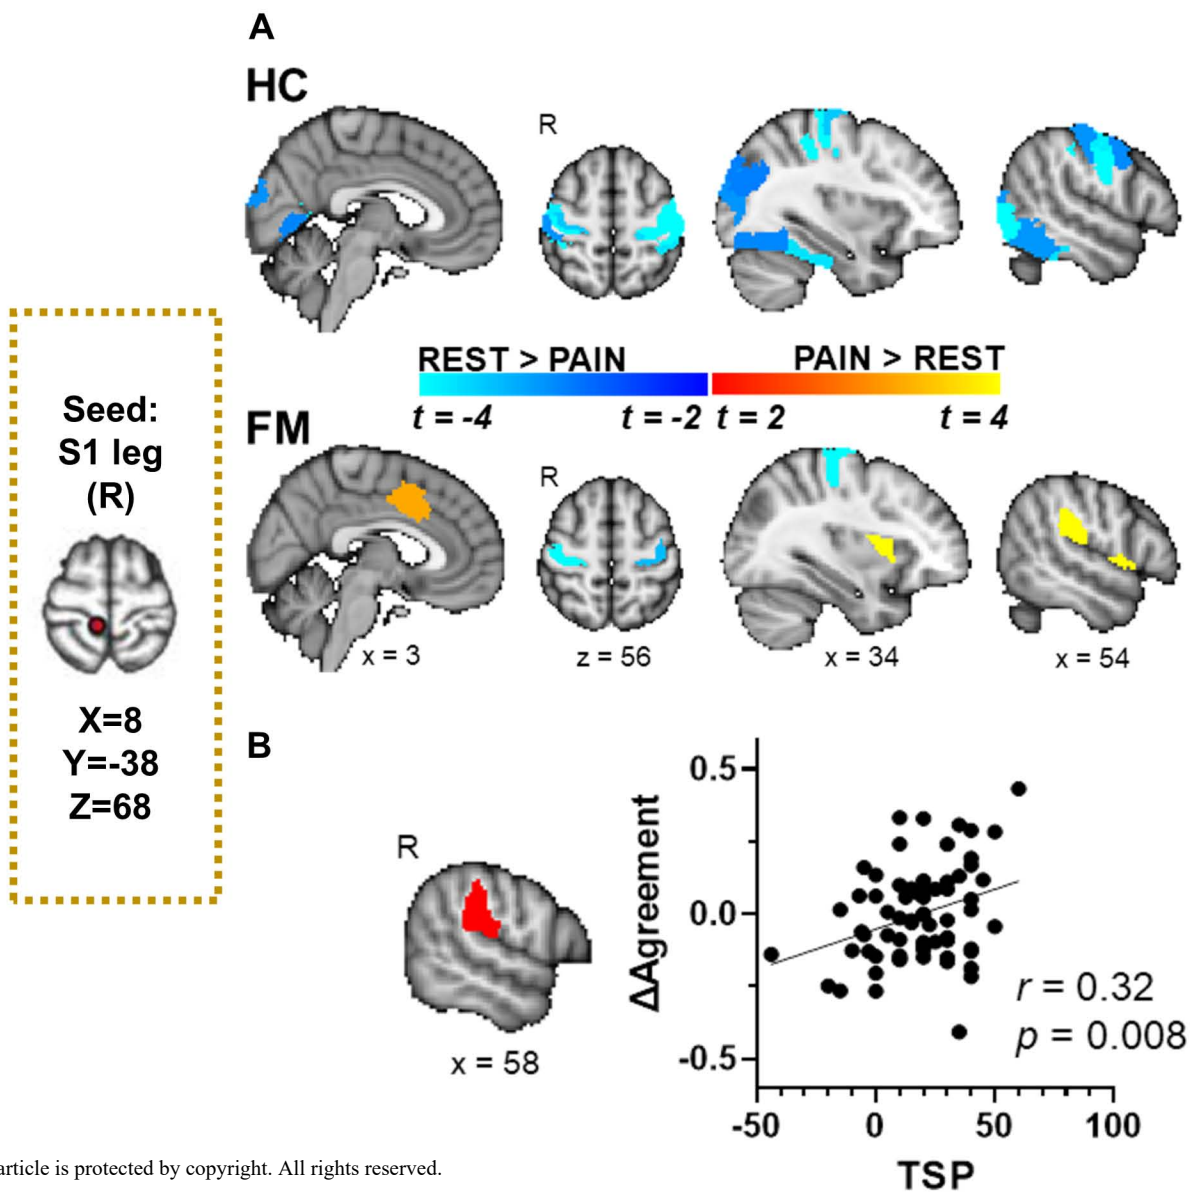 A
HC
R
REST > PAIN
PAIN > REST
t = -4
t = -2
t = 2
t = 4
FM
R
x = 3
z = 56
x = 34
x = 54
Seed:
S1 leg
(R)
X=8
Y=-38
Z=68
B
R
x = 58
0.5
0.0
-0.5
ΔAgreement
r = 0.32
p = 0.008
-50
0
50
100
TSP
article is protected by copyright. All rights reserved.